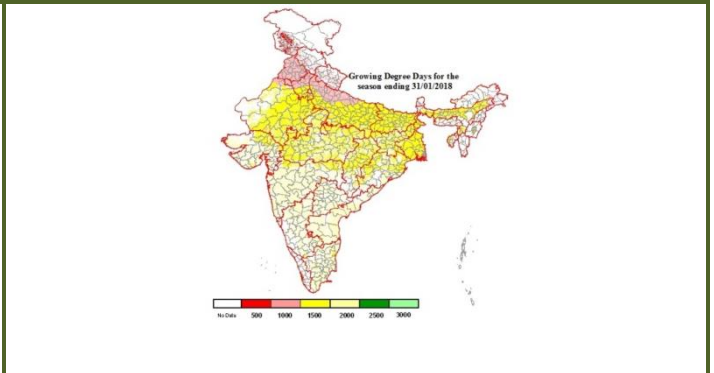 Growing Degree Days for the
season ending 31/01/2018
No Data 500 1000 1500 2000 2500 3000